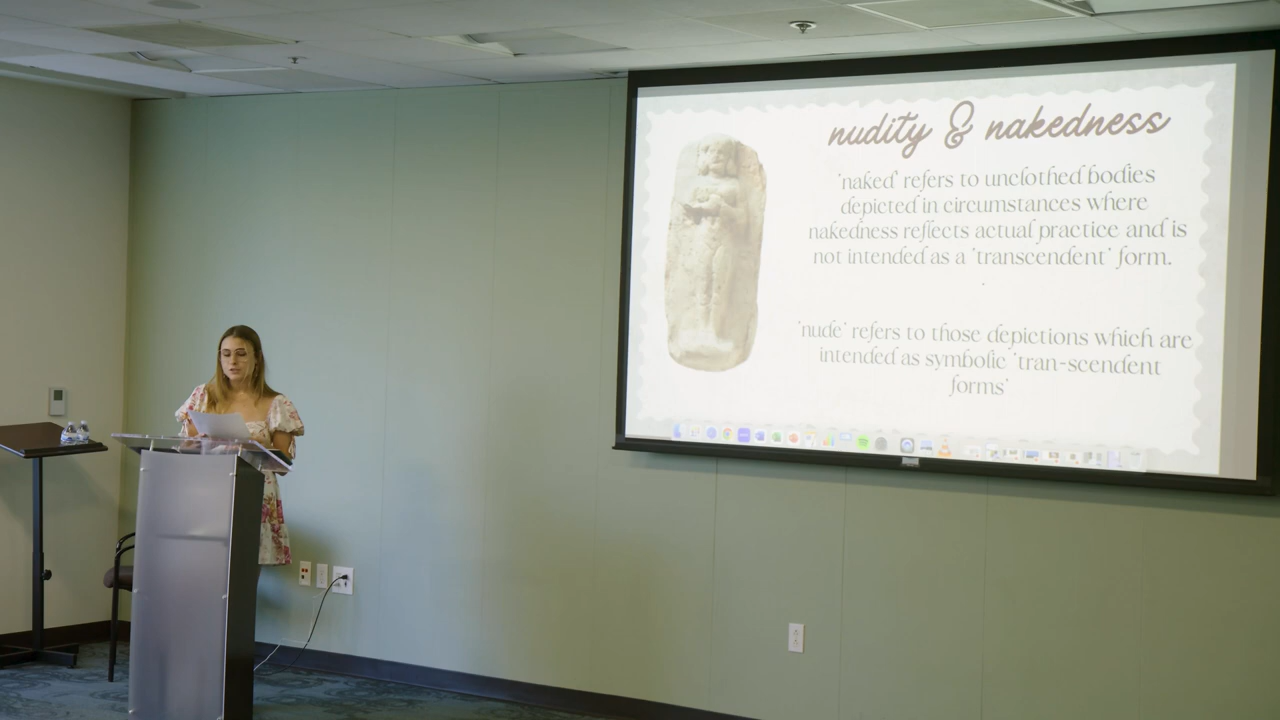 nudity & nakedness
'naked' refers to unclothed bodies
depicted in circumstances where
nakedness reflects actual practice and is
not intended as a 'transcendent' form.
'nude' refers to those depictions which are
intended as symbolic 'tran-scendent
forms'